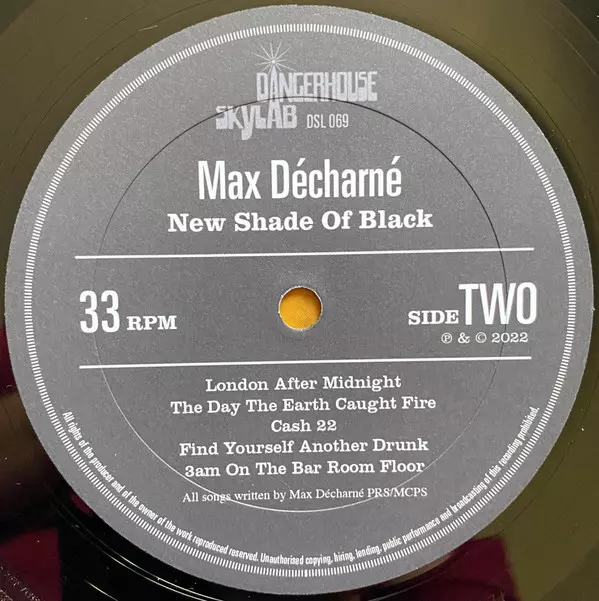 DANGERHOUSE
SKYLAB DSL 069
Max Décharné
New Shade Of Black
33 RPM
SIDE TWO
℗ & © 2022
London After Midnight
The Day The Earth Caught Fire
Cash 22
Find Yourself Another Drunk
3am On The Bar Room Floor
All songs written by Max Décharné PRS/MCPS
All rights of the producer and of the owner of the work reproduced reserved. Unauthorized copying, hiring, lending, public performance and broadcasting of this recording prohibited.